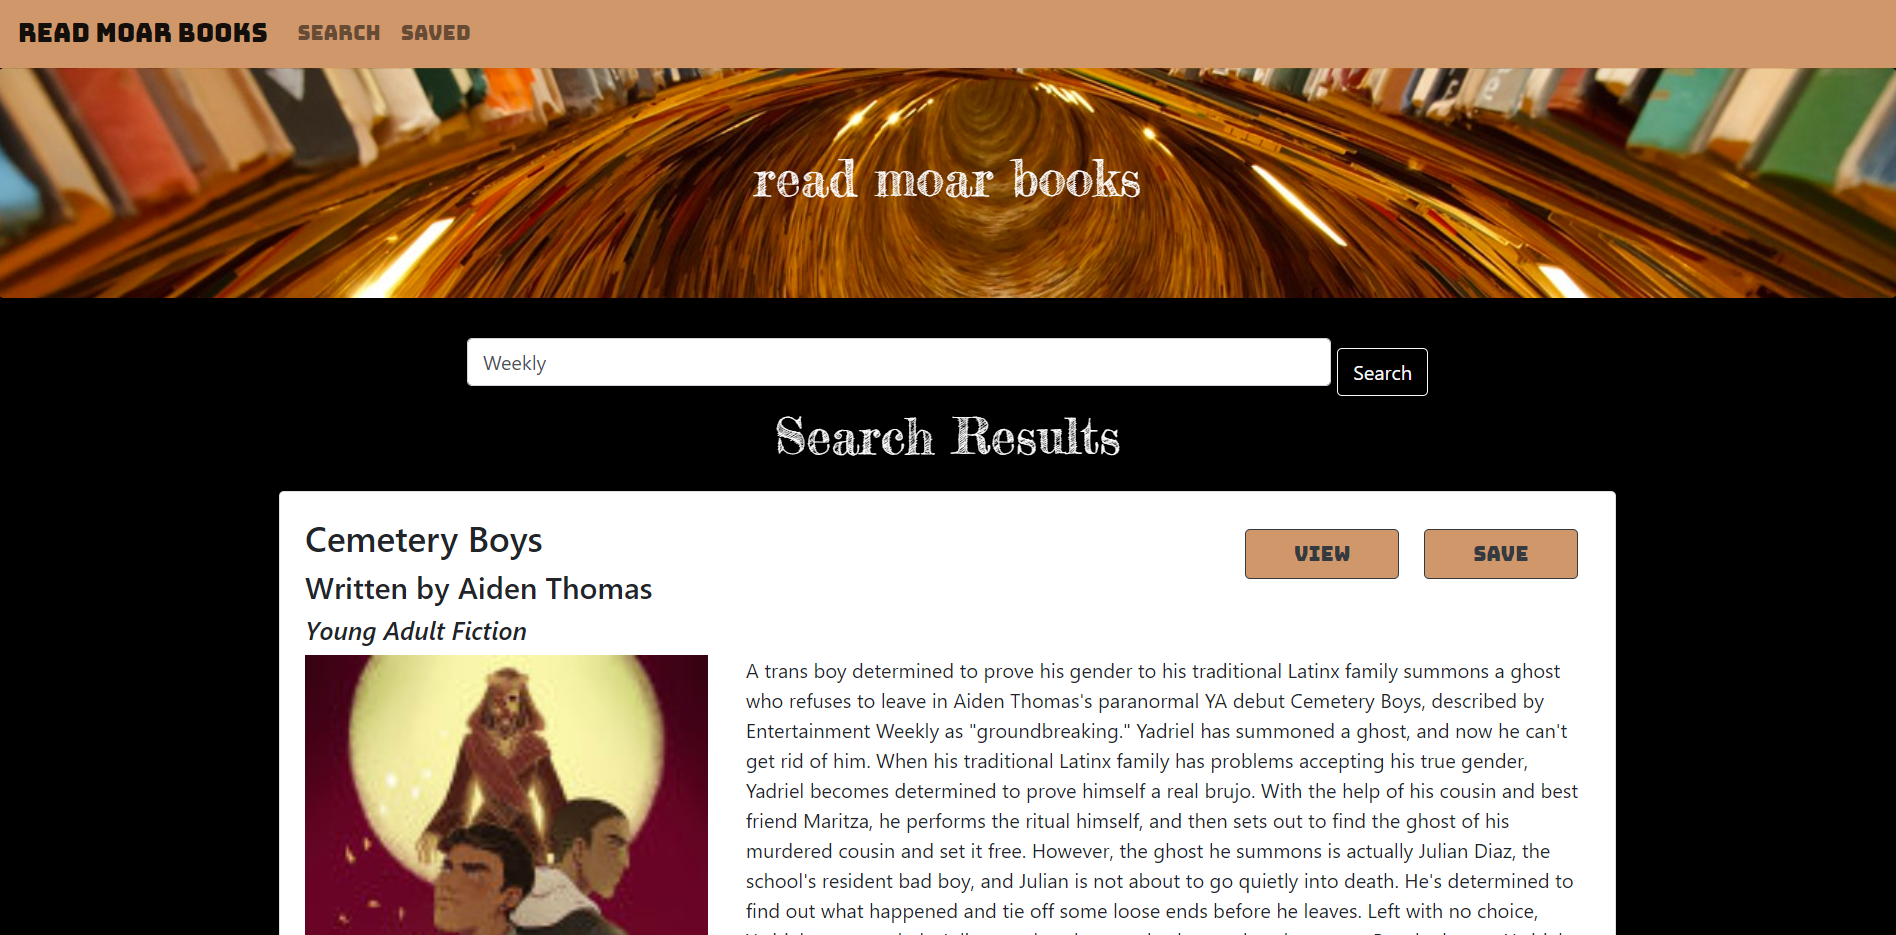 READ MOAR BOOKS SEARCH SAVED
read moar books
Weekly
Search
Search Results
Cemetery Boys
VIEW SAVE
Written by Aiden Thomas
Young Adult Fiction
A trans boy determined to prove his gender to his traditional Latinx family summons a ghost
who refuses to leave in Aiden Thomas's paranormal YA debut Cemetery Boys, described by
Entertainment Weekly as "groundbreaking." Yadriel has summoned a ghost, and now he can't
get rid of him. When his traditional Latinx family has problems accepting his true gender,
Yadriel becomes determined to prove himself a real brujo. With the help of his cousin and best
friend Maritza, he performs the ritual himself, and then sets out to find the ghost of his
murdered cousin and set it free. However, the ghost he summons is actually Julian Diaz, the
school's resident bad boy, and Julian is not about to go quietly into death. He's determined to
find out what happened and tie off some loose ends before he leaves. Left with no choice,